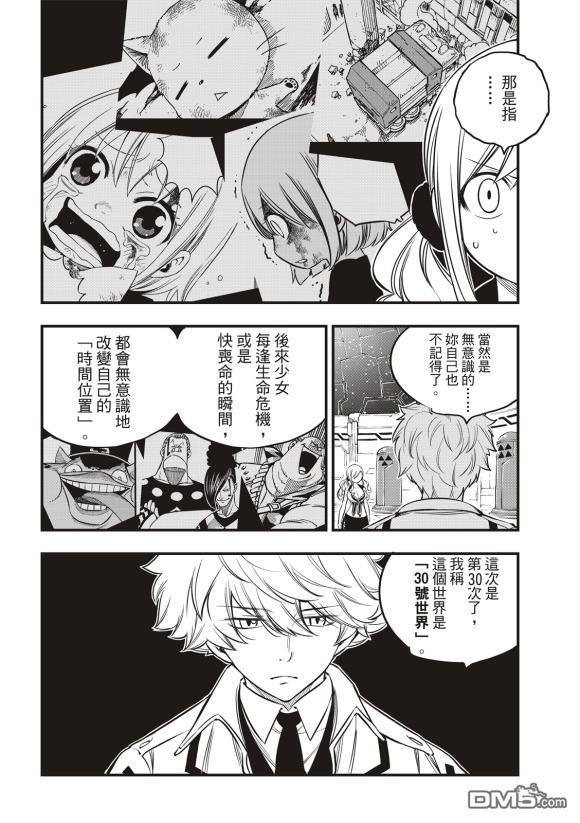 那是指
……
當然是
無意識的……
妳自己也
不記得了。
後來少女
每逢生命危機，
或是
快喪命的瞬間，
都會無意識地
改變自己的
「時間位置」。
這次是
第30次了，
我稱
這個世界是
「30號世界」。
DM5.com